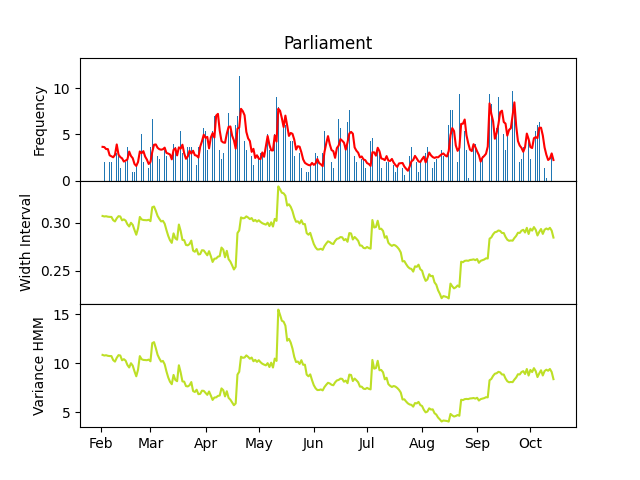 Parliament
Frequency
10
5
0
Width Interval
0.30
0.25
Variance HMM
15
10
5
Feb Mar Apr May Jun Jul Aug Sep Oct